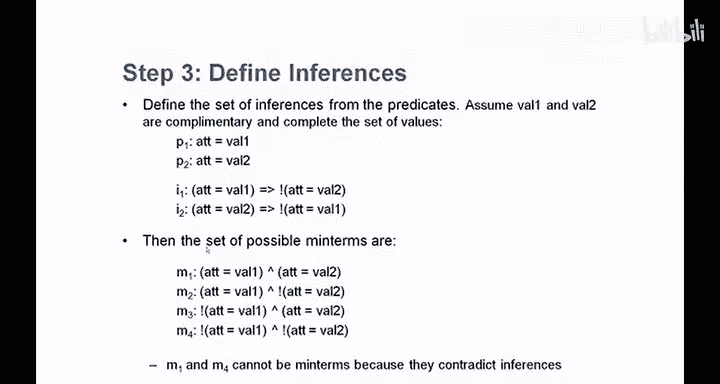 bilibili
Step 3: Define Inferences
• Define the set of inferences from the predicates. Assume val1 and val2
are complimentary and complete the set of values:
p₁: att = val1
p₂: att = val2
i₁: (att = val1) => !(att = val2)
i₂: (att = val2) => !(att = val1)
• Then the set of possible minterms are:
m₁: (att = val1) ^ (att = val2)
m₂: (att = val1) ^ !(att = val2)
m₃: !(att = val1) ^ (att = val2)
m₄: !(att = val1) ^ !(att = val2)
– m₁ and m₄ cannot be minterms because they contradict inferences